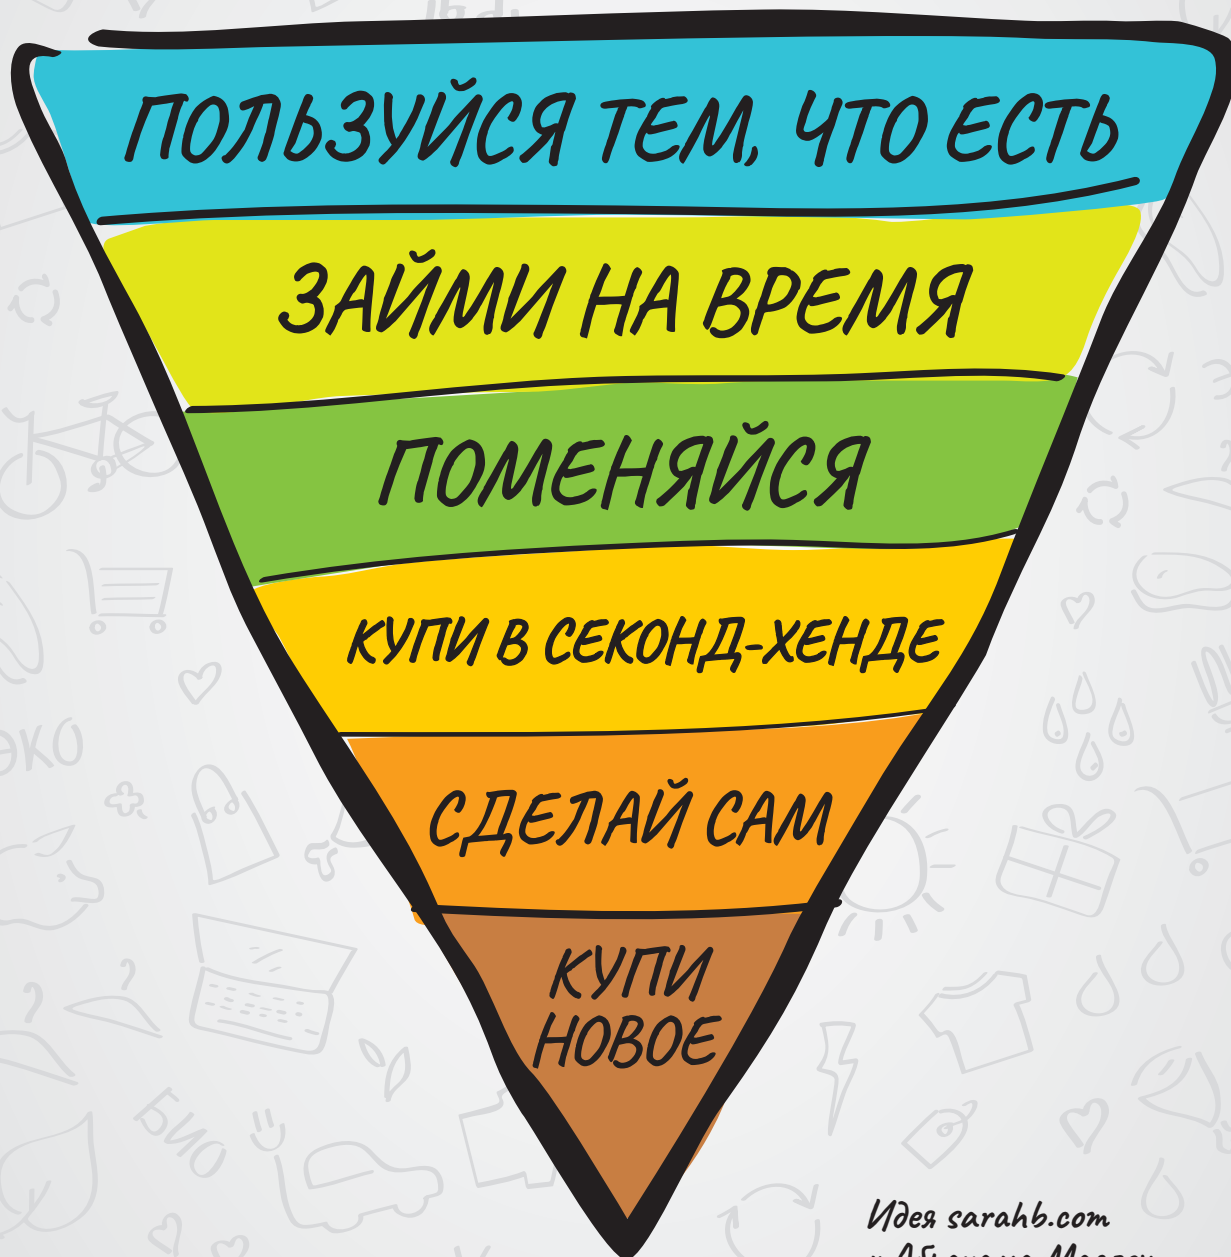 ПОЛЬЗУЙСЯ ТЕМ, ЧТО ЕСТЬ
ЗАЙМИ НА ВРЕМЯ
ПОМЕНЯЙСЯ
КУПИ В СЕКОНД-ХЕНДЕ
СДЕЛАЙ САМ
КУПИ
НОВОЕ
ЭКО
БИО
Идея sarahb.com